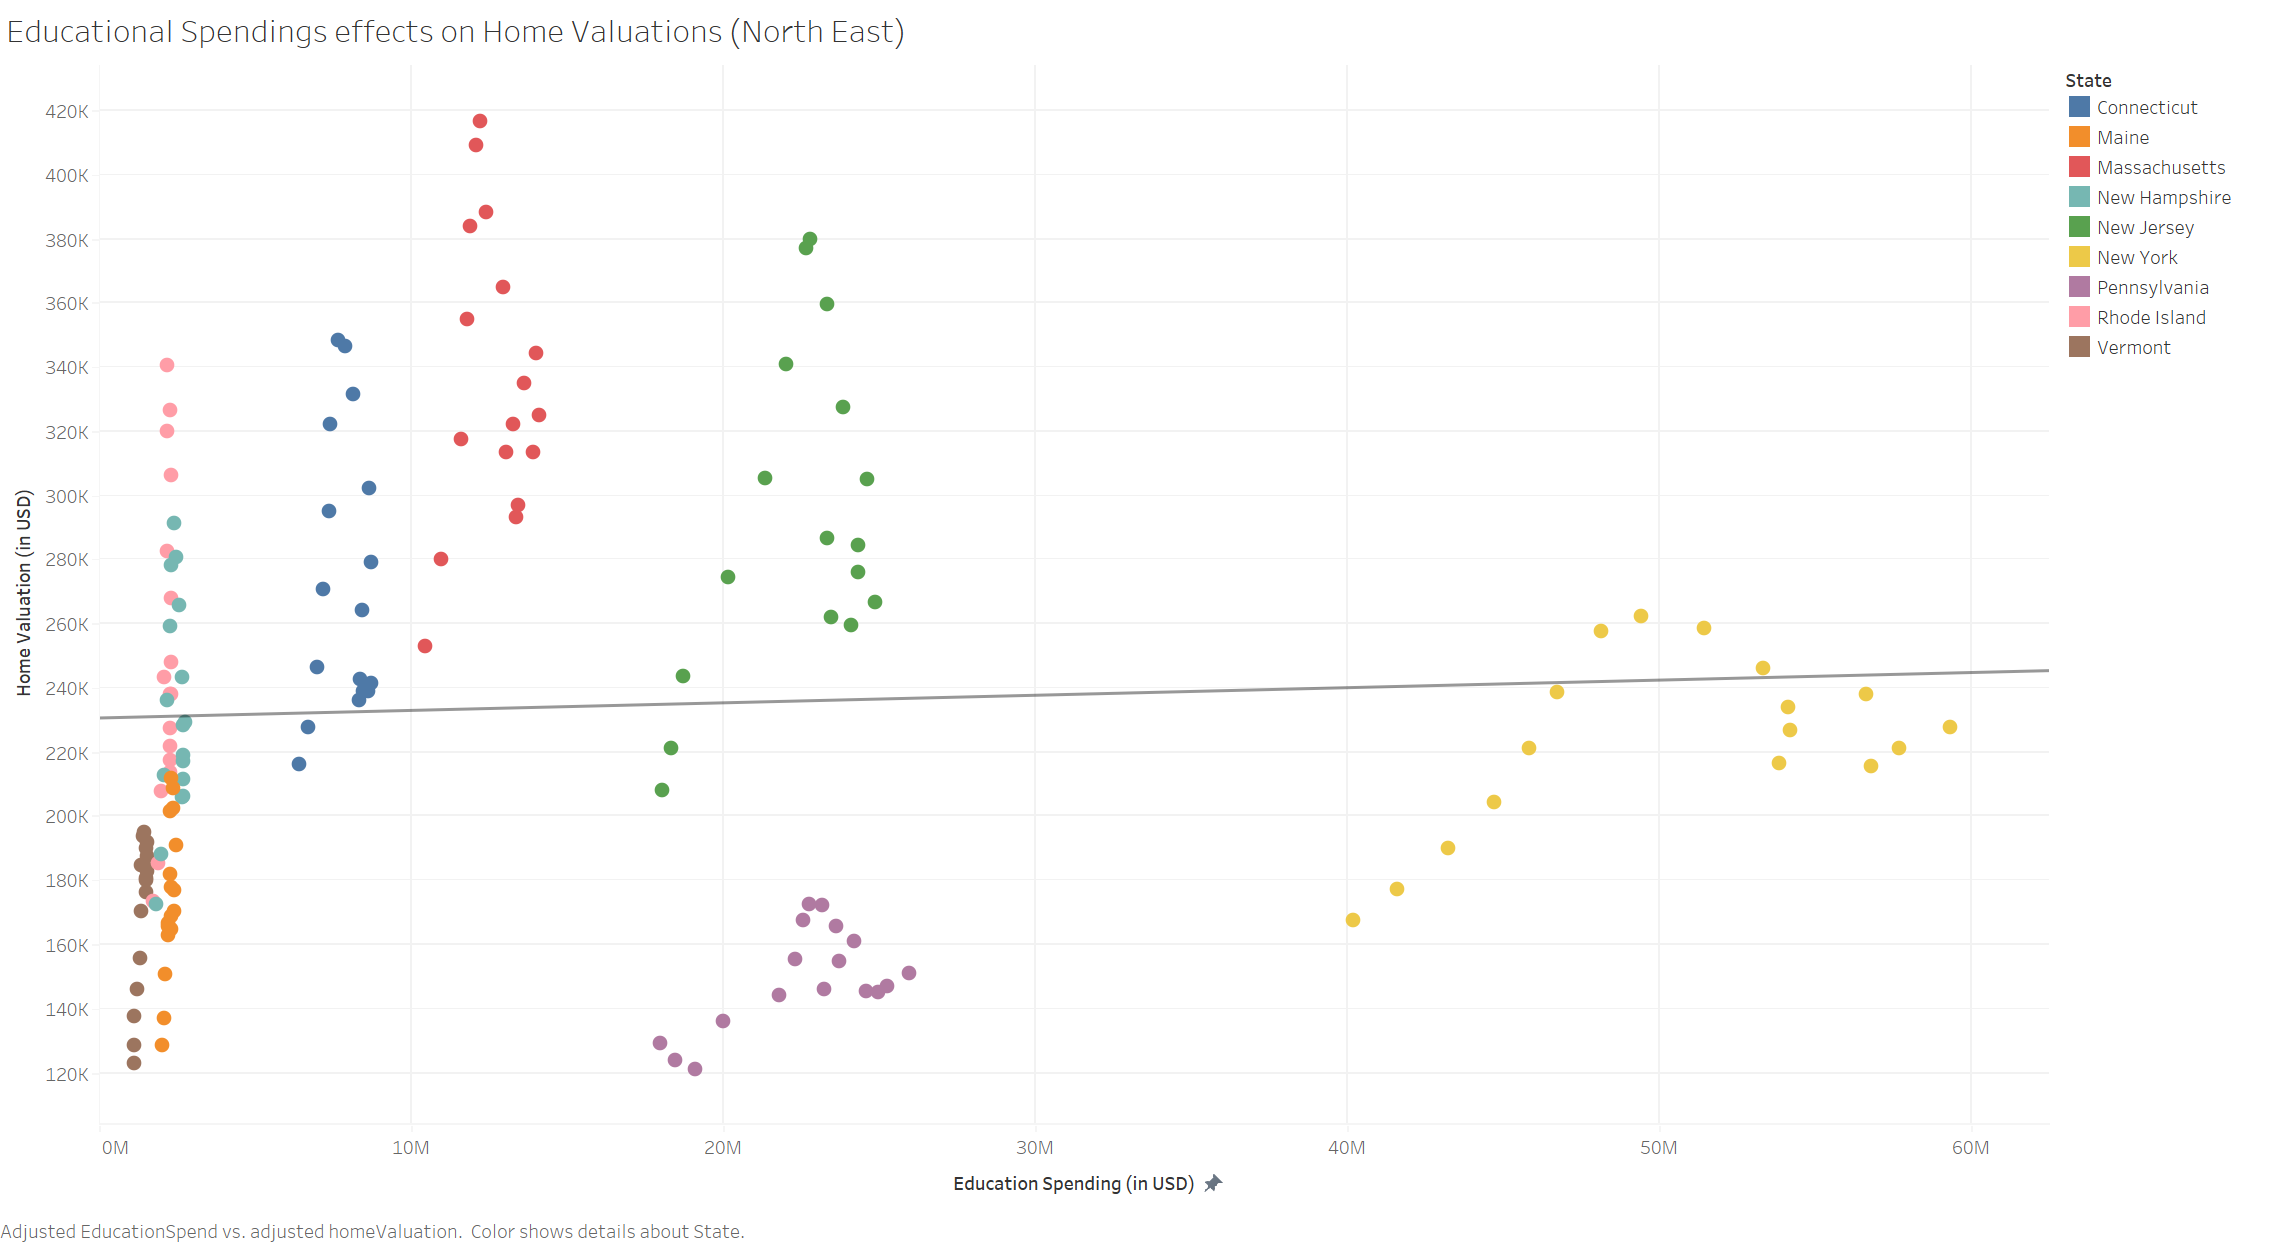 Educational Spendings effects on Home Valuations (North East)
State
Connecticut
Maine
Massachusetts
New Hampshire
New Jersey
New York
Pennsylvania
Rhode Island
Vermont
Home Valuation (in USD)
420K
400K
380K
360K
340K
320K
300K
280K
260K
240K
220K
200K
180K
160K
140K
120K
0M 10M 20M 30M 40M 50M 60M
Education Spending (in USD)
Adjusted EducationSpend vs. adjusted homeValuation. Color shows details about State.